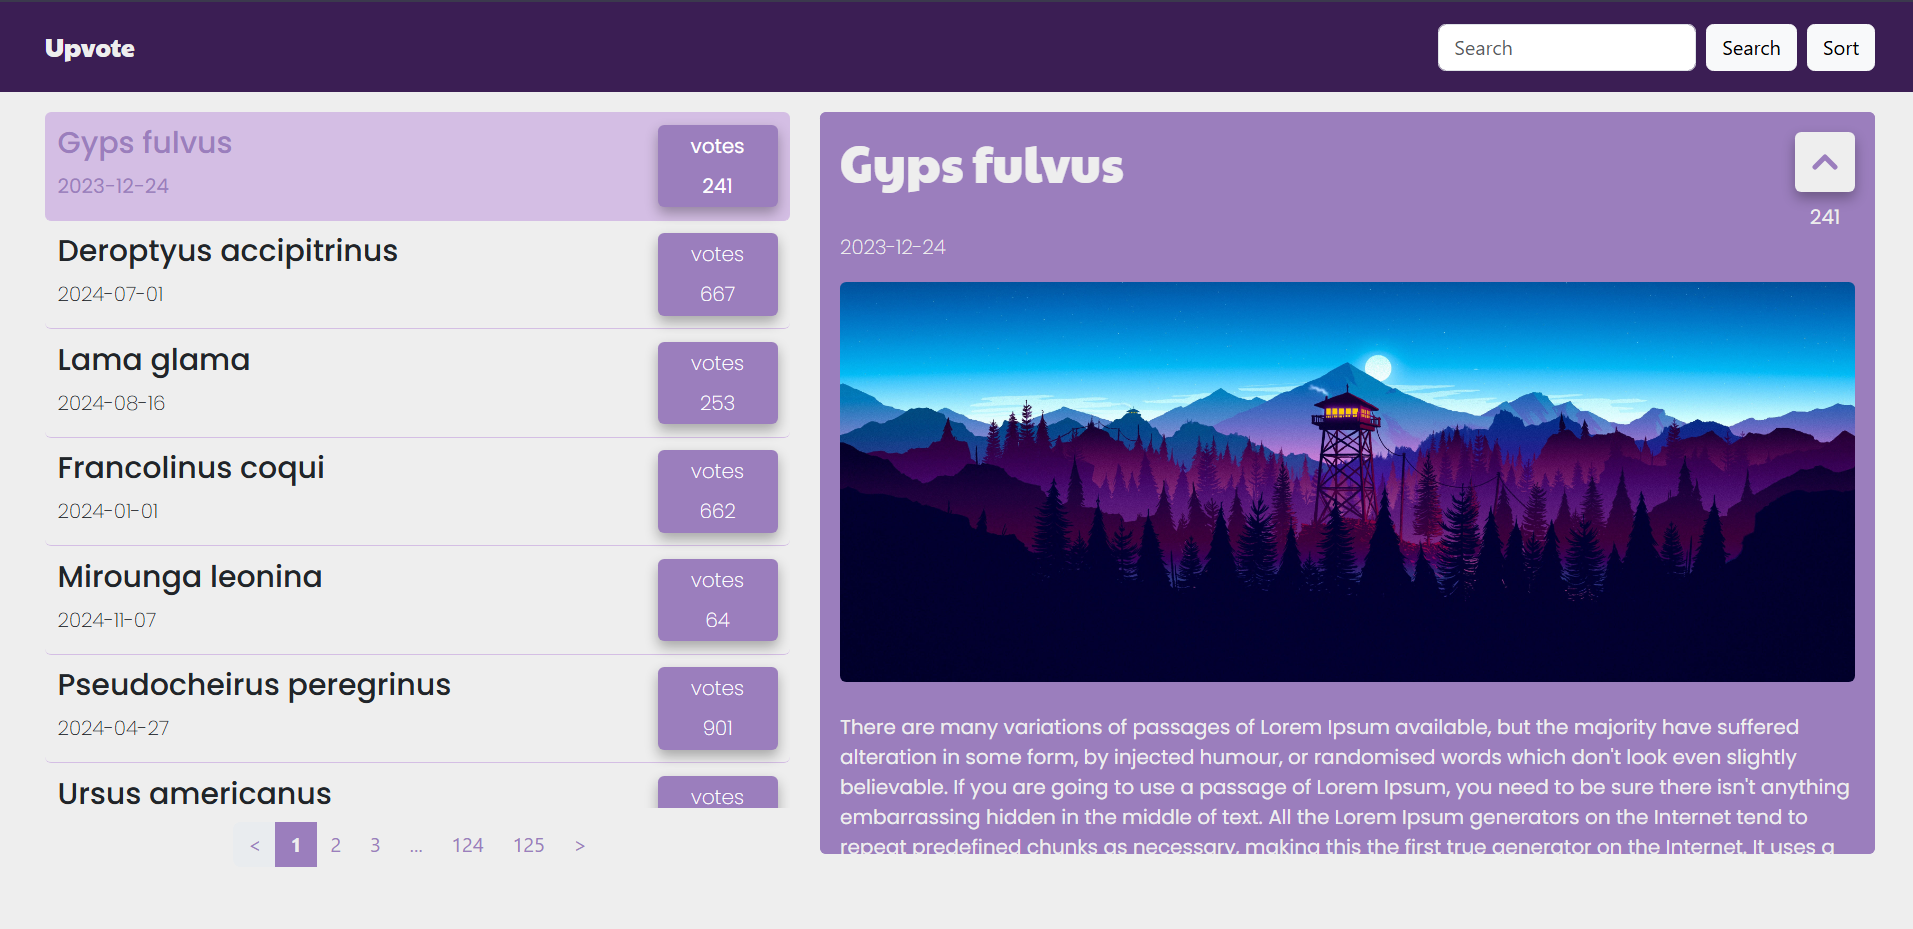 Upvote
Search
Search
Sort
Gyps fulvus
2023-12-24
votes
241
Deroptyus accipitrinus
2024-07-01
votes
667
Lama glama
2024-08-16
votes
253
Francolinus coqui
2024-01-01
votes
662
Mirounga leonina
2024-11-07
votes
64
Pseudocheirus peregrinus
2024-04-27
votes
901
Ursus americanus
votes
< 1 2 3 ... 124 125 >
Gyps fulvus
241
2023-12-24
There are many variations of passages of Lorem Ipsum available, but the majority have suffered
alteration in some form, by injected humour, or randomised words which don't look even slightly
believable. If you are going to use a passage of Lorem Ipsum, you need to be sure there isn't anything
embarrassing hidden in the middle of text. All the Lorem Ipsum generators on the Internet tend to
repeat predefined chunks as necessary, making this the first true generator on the Internet. It uses a